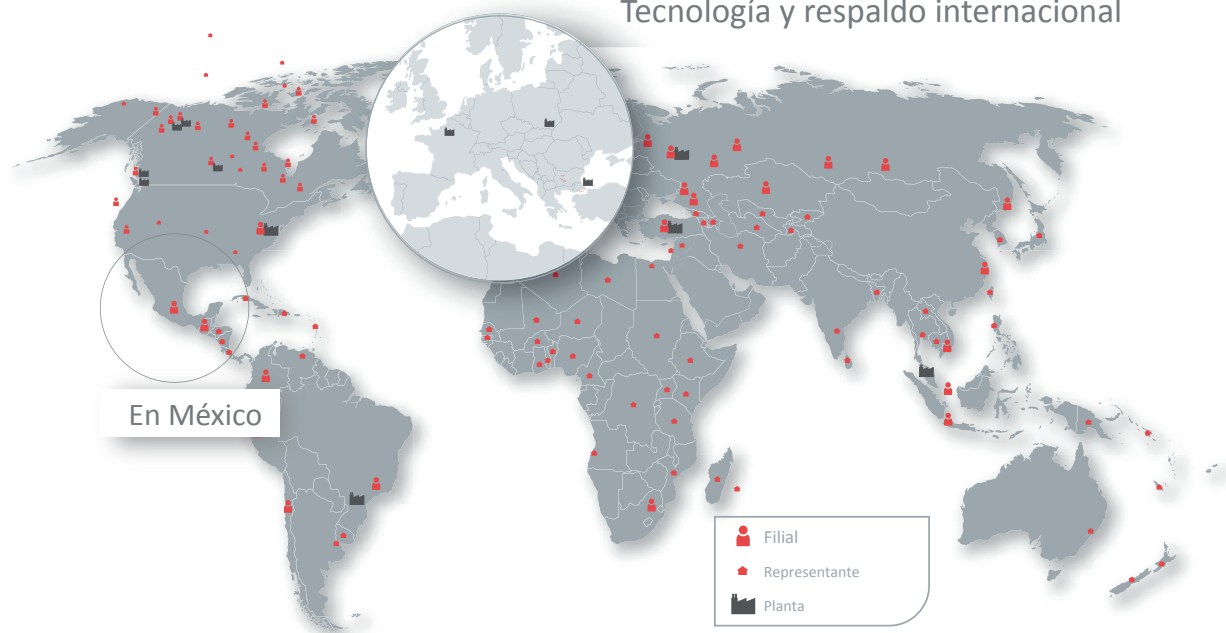 Tecnología y respaldo internacional
En México
Filial
Representante
Planta